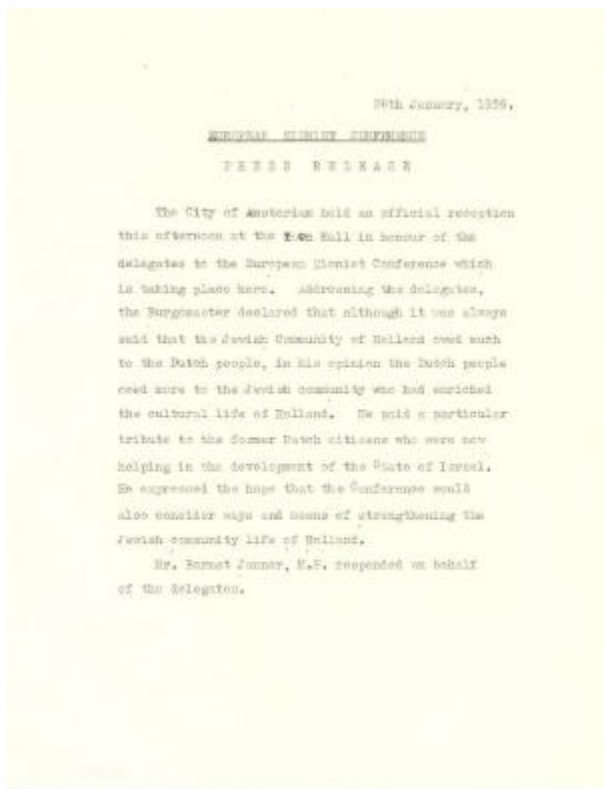 January, 1956.
EUROPEAN ZIONIST CONFERENCE
PRESS RELEASE
The City of Amsterdam held an official reception
this afternoon at the Town Hall in honour of the
delegates to the European Zionist Conference which
is taking place here. Addressing the delegates,
the Burgomaster declared that although it was always
said that the Jewish Community of Holland owed much
to the Dutch people, in his opinion the Dutch people
owed more to the Jewish community who had enriched
the cultural life of Holland. He paid a particular
tribute to the former Dutch citizens who were now
helping in the development of the State of Israel.
He expressed the hope that the Conference would
also consider ways and means of strengthening the
Jewish community life of Holland.
Mr. Barnet Janner, M.P. responded on behalf
of the delegates.